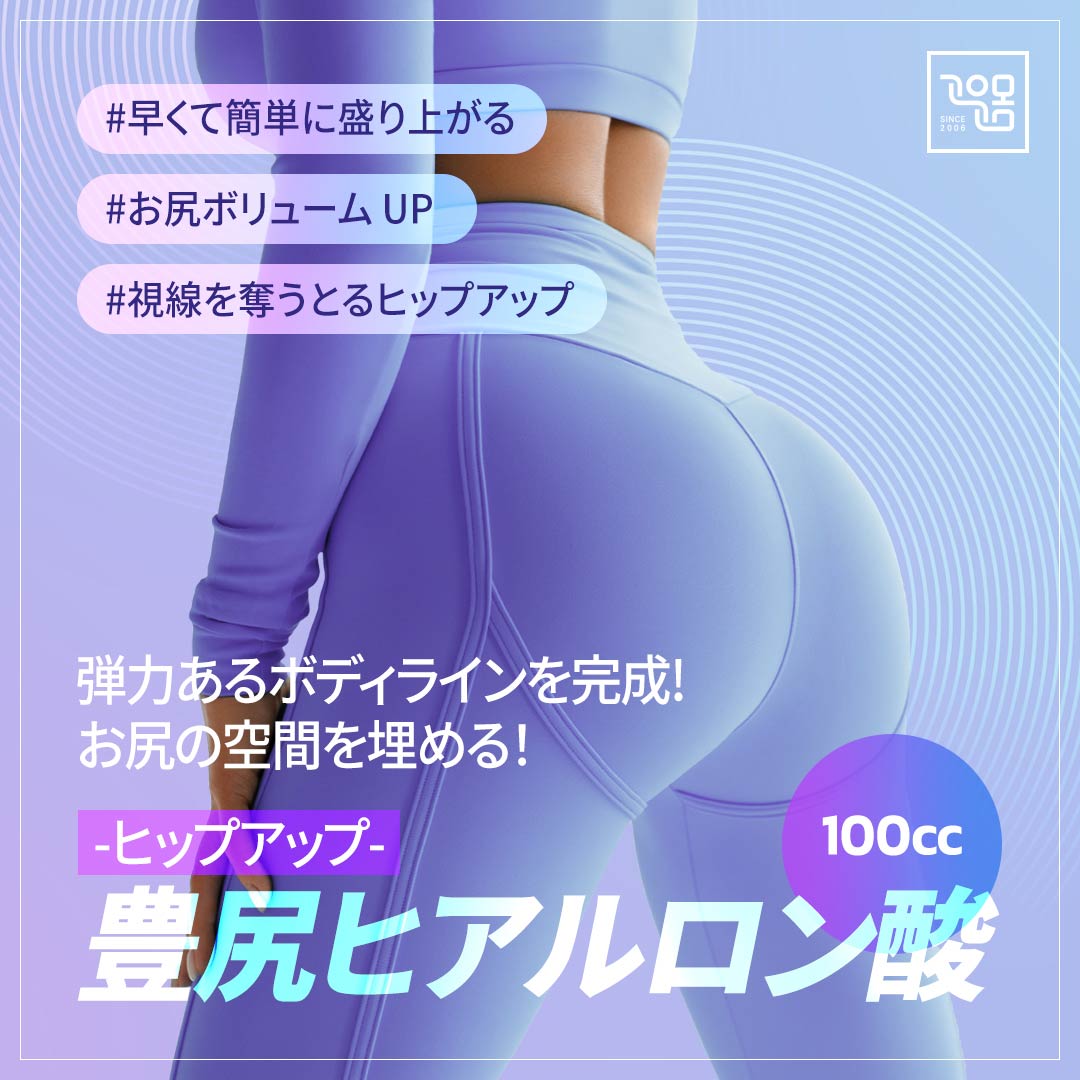 #早くて簡単に盛り上がる
#お尻ボリューム UP
#視線を奪うとるヒップアップ
SINCE
2006
弾力あるボディラインを完成!
お尻の空間を埋める!
-ヒップアップ-
100cc
豊尻ヒアルロン酸